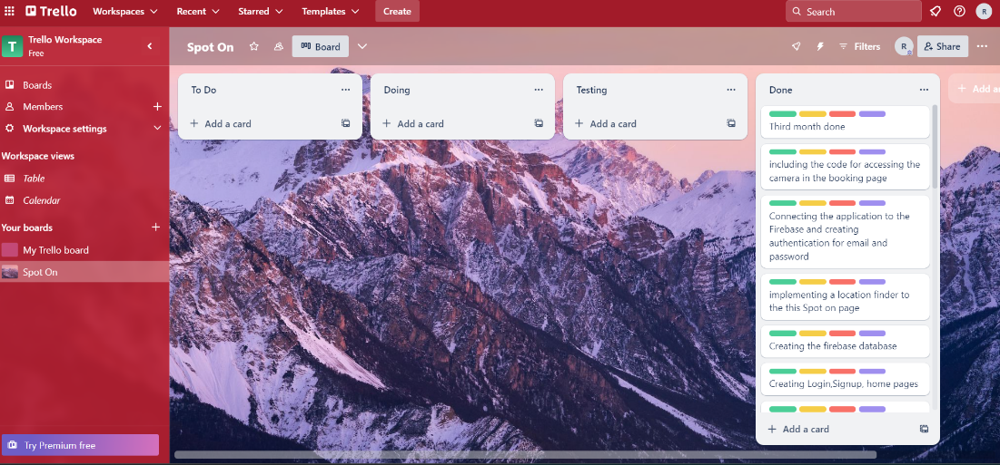 Trello
Workspaces
Recent
Starred
Templates
Create
Search
R
T
Trello Workspace
Free
Boards
Members
Workspace settings
Workspace views
Table
Calendar
Your boards
My Trello board
Spot On
Try Premium free
Spot On
Board
Filters
R
Share
To Do
Add a card
Doing
Add a card
Testing
Add a card
Done
Third month done
including the code for accessing the
camera in the booking page
Connecting the application to the
Firebase and creating
authentication for email and
password
implementing a location finder to
the this Spot on page
Creating the firebase database
Creating Login,Signup, home pages
Add a card
Add